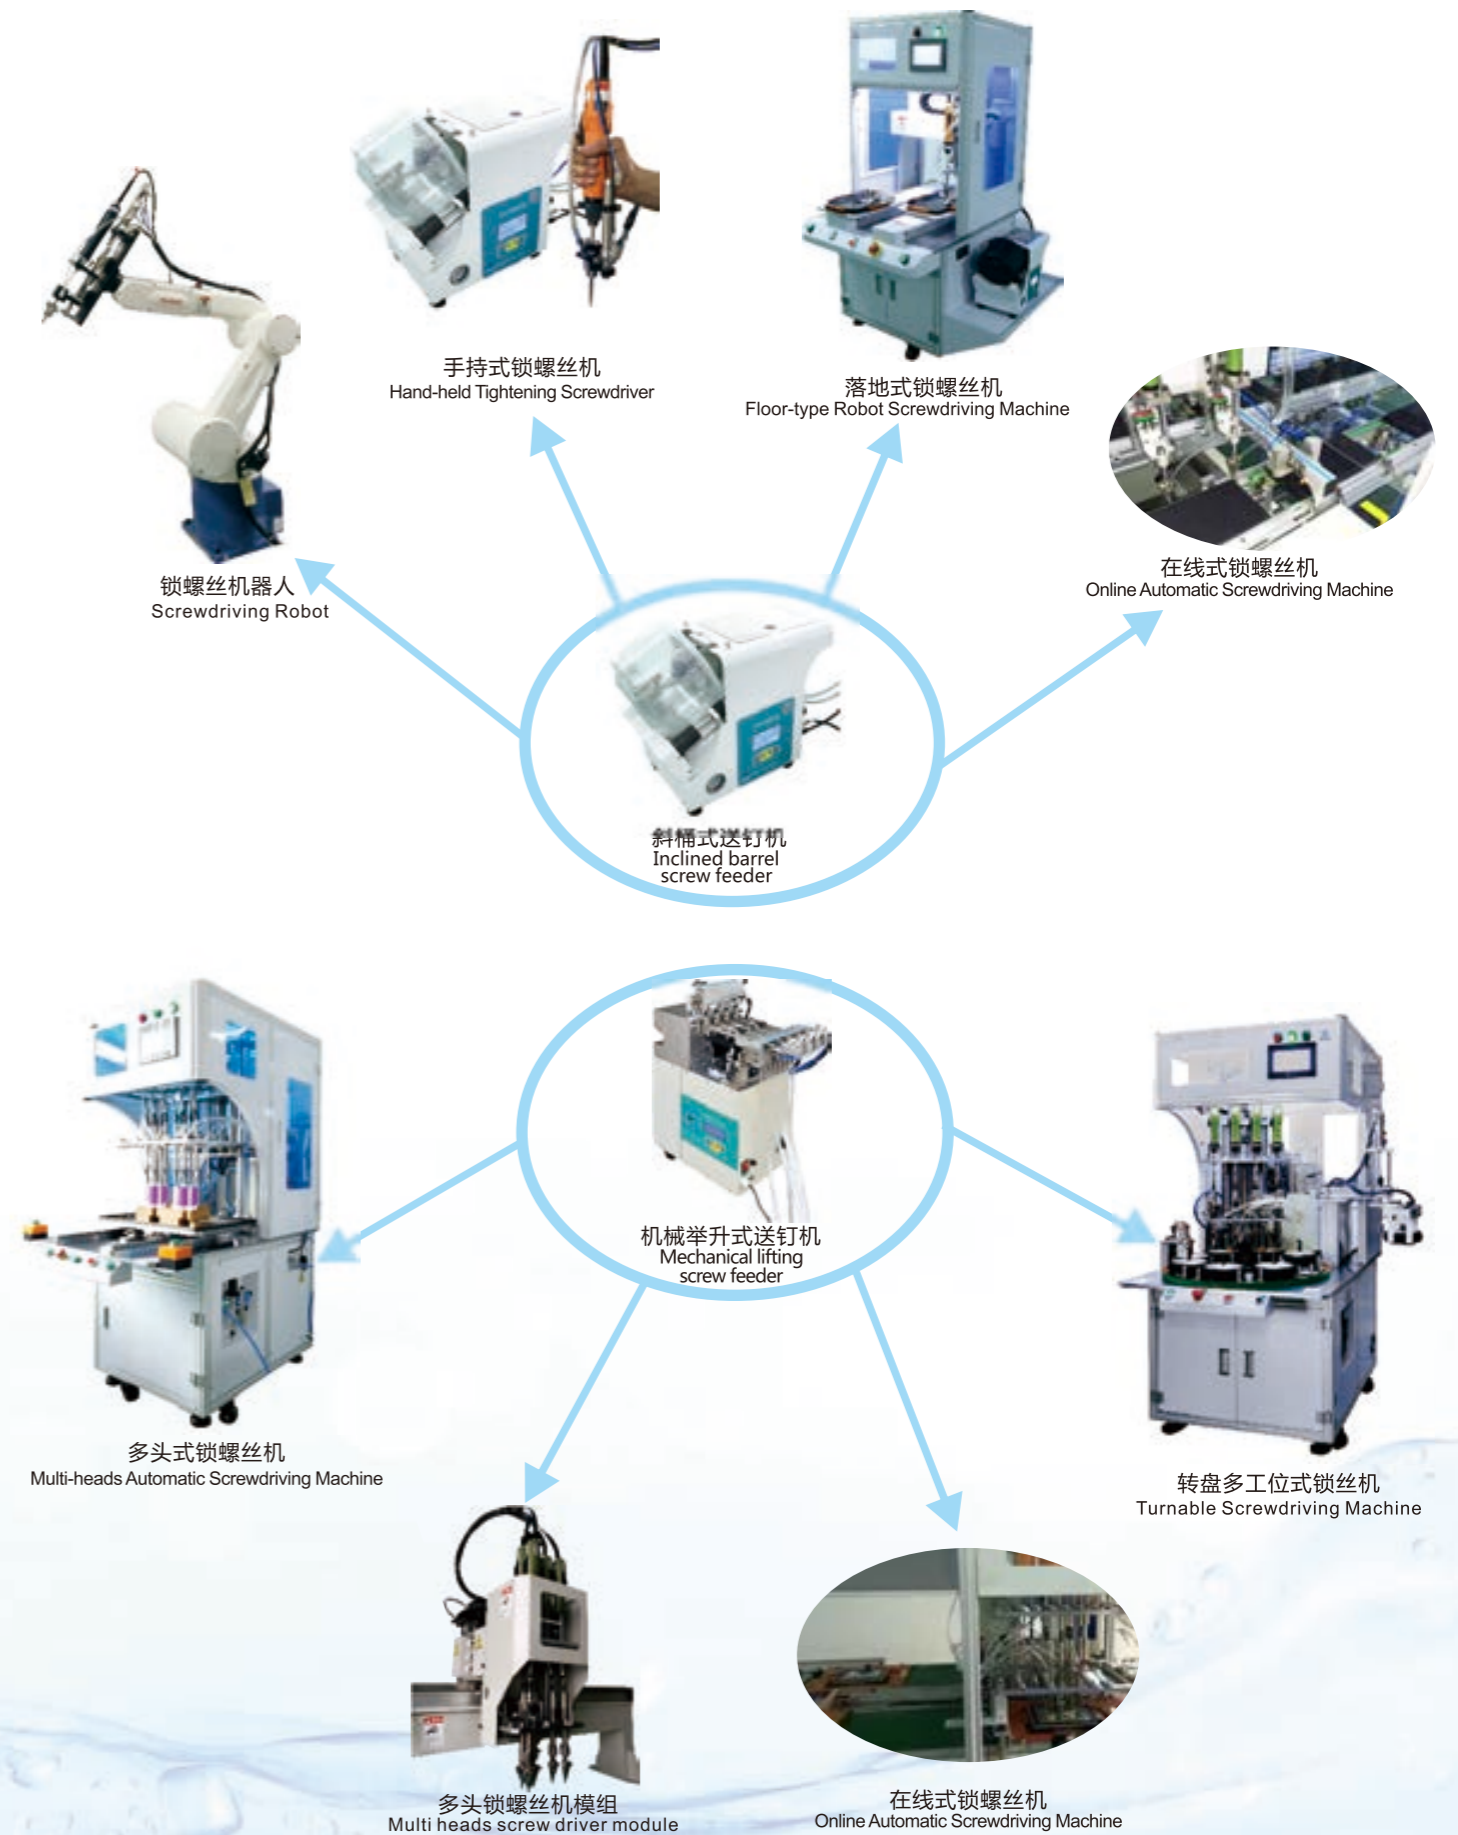 手持式锁螺丝机
Hand-held Tightening Screwdriver
落地式锁螺丝机
Floor-type Robot Screwdriving Machine
在线式锁螺丝机
Online Automatic Screwdriving Machine
锁螺丝机器人
Screwdriving Robot
斜桶式送钉机
Inclined barrel
screw feeder
机械举升式送钉机
Mechanical lifting
screw feeder
多头式锁螺丝机
Multi-heads Automatic Screwdriving Machine
转盘多工位式锁丝机
Turnable Screwdriving Machine
多头锁螺丝机模组
Multi heads screw driver module
在线式锁螺丝机
Online Automatic Screwdriving Machine